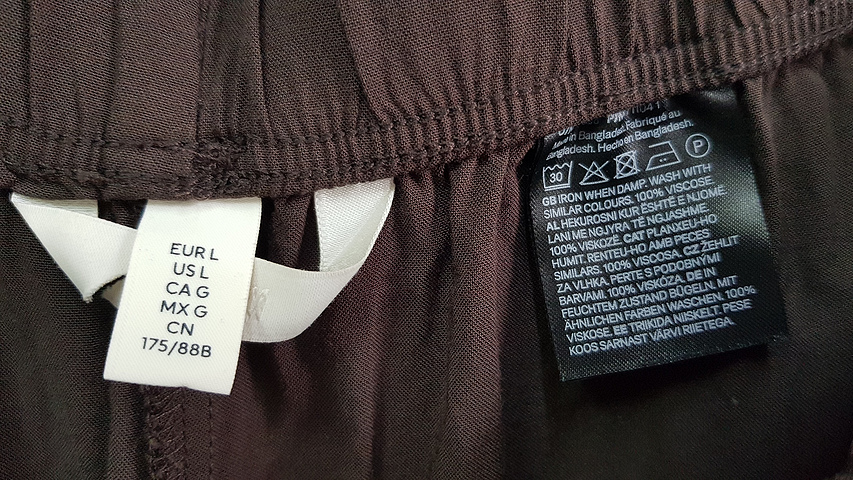 EUR L
US L
CA G
MX G
CN
175/88B
Made in Bangladesh. Fabriqué au
Bangladesh. Hecho en Bangladesh.
30
P
GB IRON WHEN DAMP. WASH WITH
SIMILAR COLOURS. 100% VISCOSE.
AL HEKUROSNI KUR ËSHTË E NJOMË.
LANI ME NGJYRA TË NGJASHME.
100% VISKOZË. CAT PLANXEU-HO
HUMIT. RENTEU-HO AMB PECES
SIMILARS. 100% VISCOSA. CZ ŽEHLIT
ZA VLHKA. PERTE S PODOBNÝMI
BARVAMI. 100% VISKÓZA. DE IN
FEUCHTEM ZUSTAND BÜGELN. MIT
ÄHNLICHEN FARBEN WASCHEN. 100%
VISKOSE. EE TRIIKIDA NIISKELT. PESE
KOOS SARNAST VÄRVI RIIETEGA.